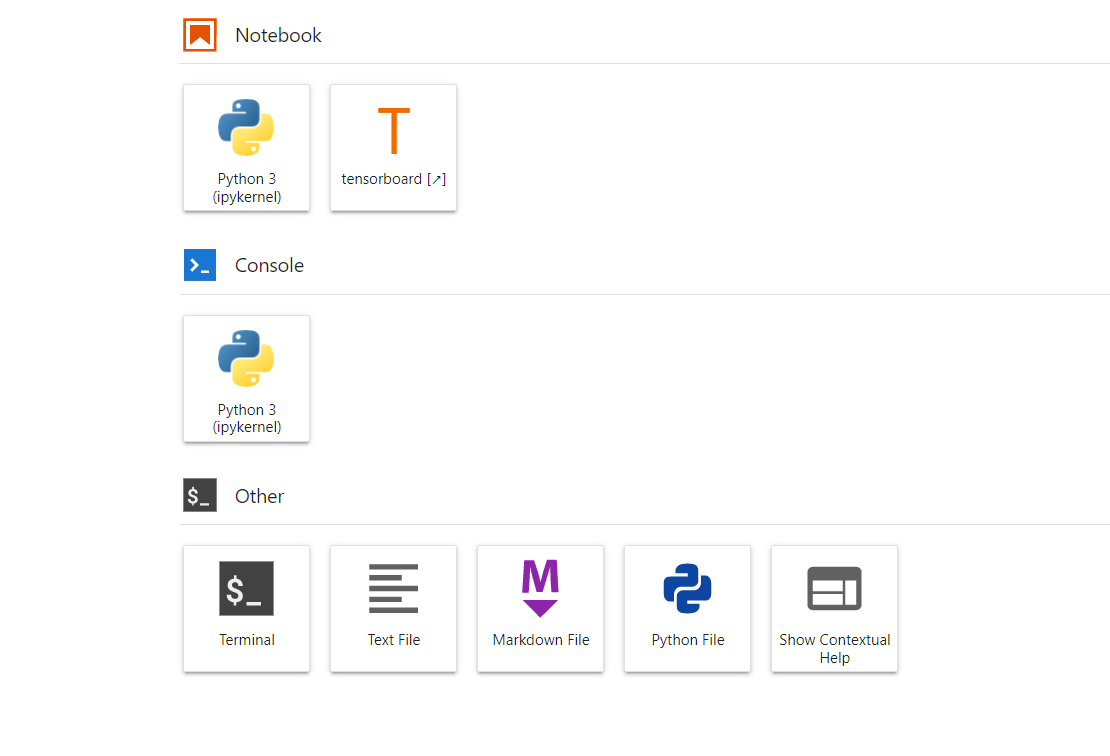 Notebook
Python 3
(ipykernel)
T
tensorboard [↗]
Console
Python 3
(ipykernel)
$_ Other
$_
Terminal
Text File
M
Markdown File
Python File
Show Contextual
Help